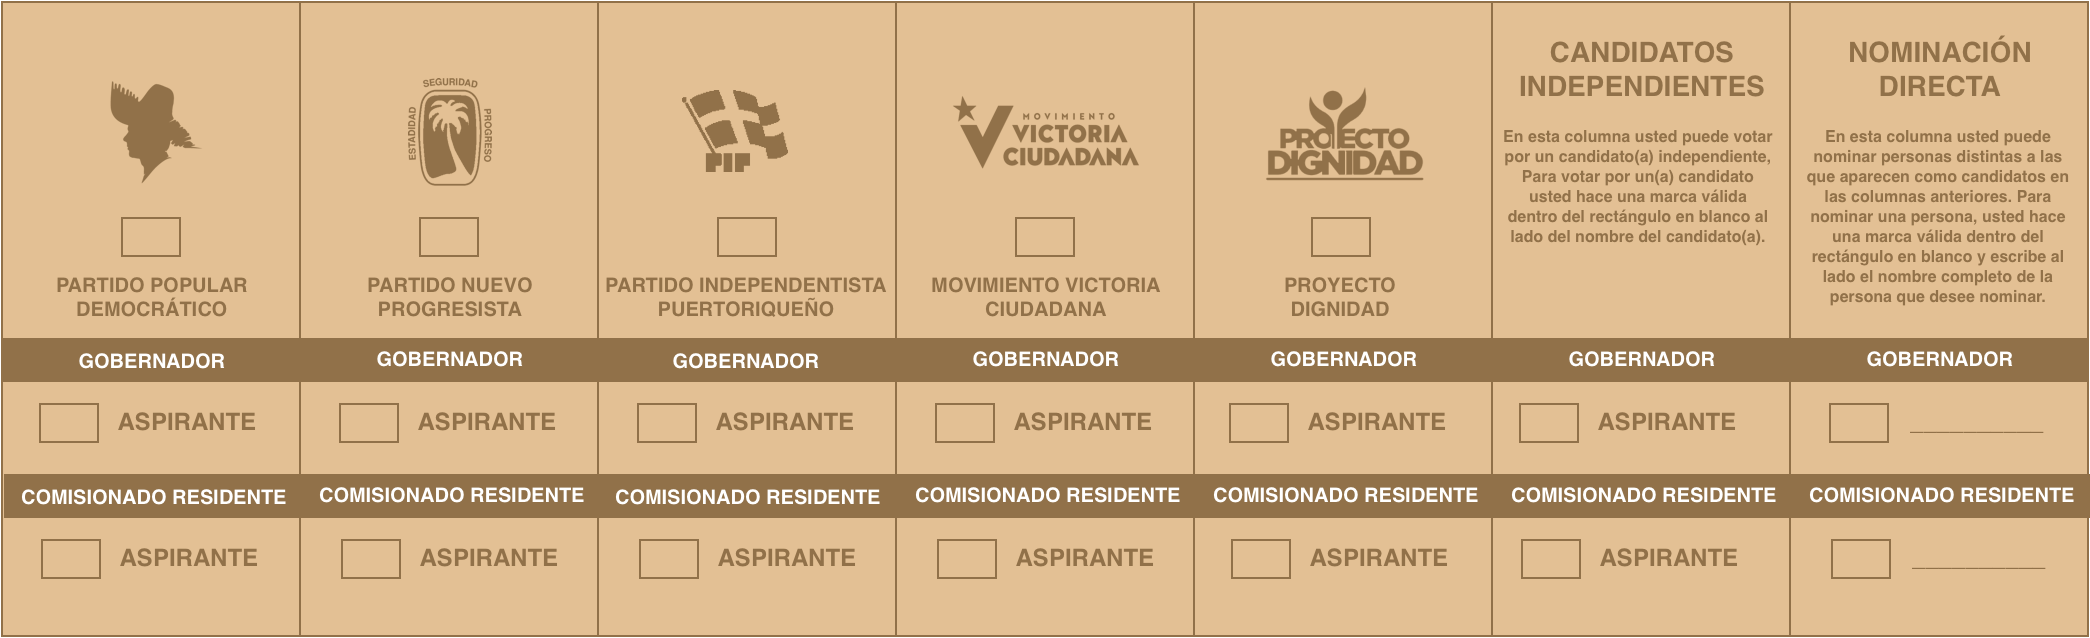 SEGURIDAD
ESTADIDAD
PROGRESO
PIP
MOVIMIENTO
VICTORIA
CIUDADANA
PROYECTO
DIGNIDAD
PARTIDO POPULAR
DEMOCRÁTICO
PARTIDO NUEVO
PROGRESISTA
PARTIDO INDEPENDENTISTA
PUERTORIQUEÑO
MOVIMIENTO VICTORIA
CIUDADANA
PROYECTO
DIGNIDAD
CANDIDATOS
INDEPENDIENTES
En esta columna usted puede votar
por un candidato(a) independiente,
Para votar por un(a) candidato
usted hace una marca válida
dentro del rectángulo en blanco al
lado del nombre del candidato(a).
NOMINACIÓN
DIRECTA
En esta columna usted puede
nominar personas distintas a las
que aparecen como candidatos en
las columnas anteriores. Para
nominar una persona, usted hace
una marca válida dentro del
rectángulo en blanco y escribe al
lado el nombre completo de la
persona que desee nominar.
GOBERNADOR GOBERNADOR GOBERNADOR GOBERNADOR GOBERNADOR GOBERNADOR GOBERNADOR
ASPIRANTE ASPIRANTE ASPIRANTE ASPIRANTE ASPIRANTE ASPIRANTE
COMISIONADO RESIDENTE COMISIONADO RESIDENTE COMISIONADO RESIDENTE COMISIONADO RESIDENTE COMISIONADO RESIDENTE COMISIONADO RESIDENTE COMISIONADO RESIDENTE
ASPIRANTE ASPIRANTE ASPIRANTE ASPIRANTE ASPIRANTE ASPIRANTE